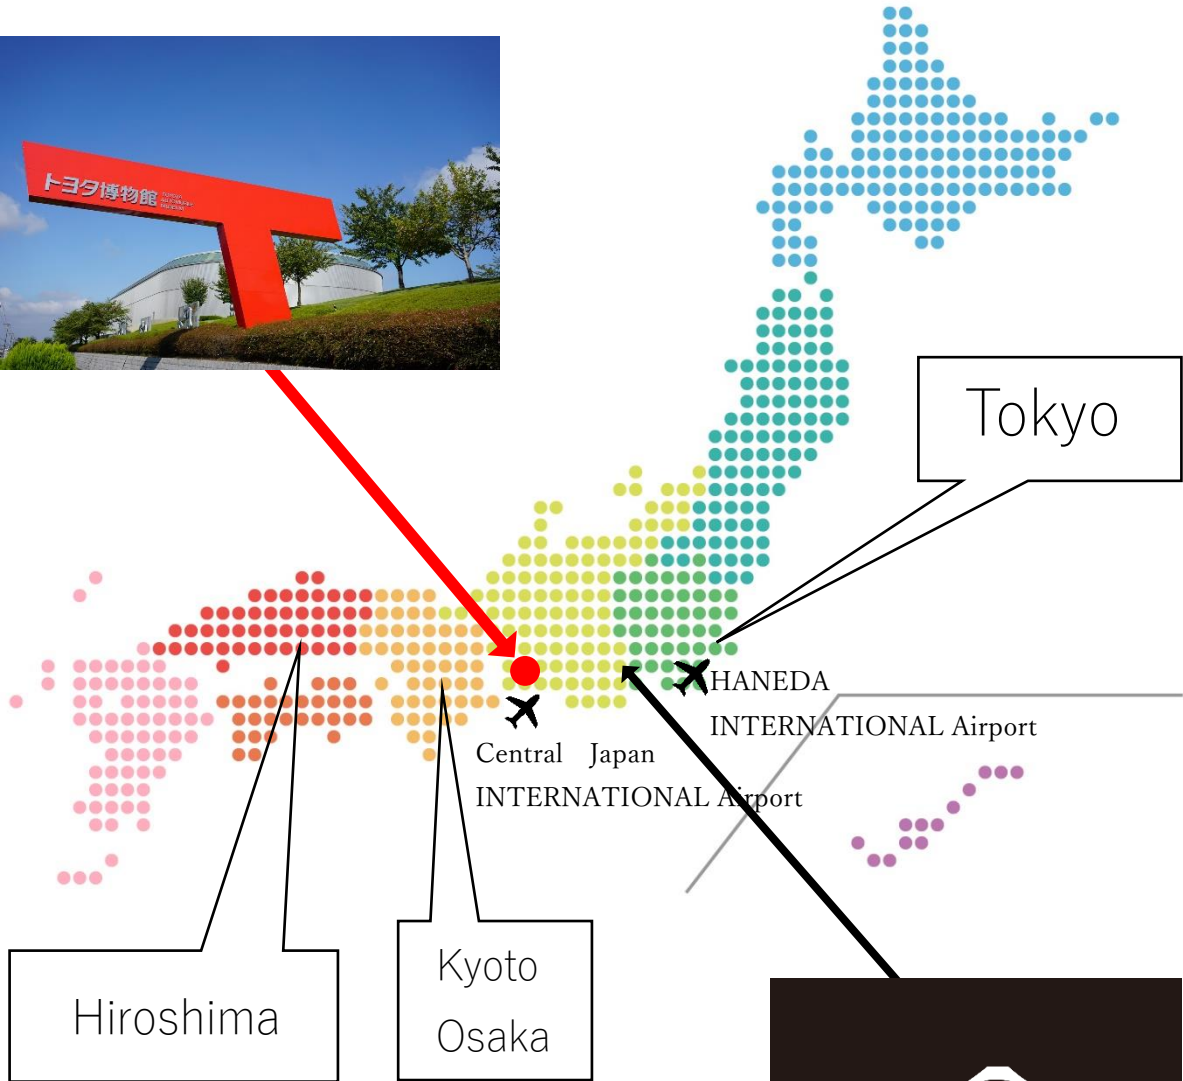 トヨタ博物館
Tokyo
HANEDA
INTERNATIONAL Airport
Central Japan
INTERNATIONAL Airport
Kyoto
Osaka
Hiroshima